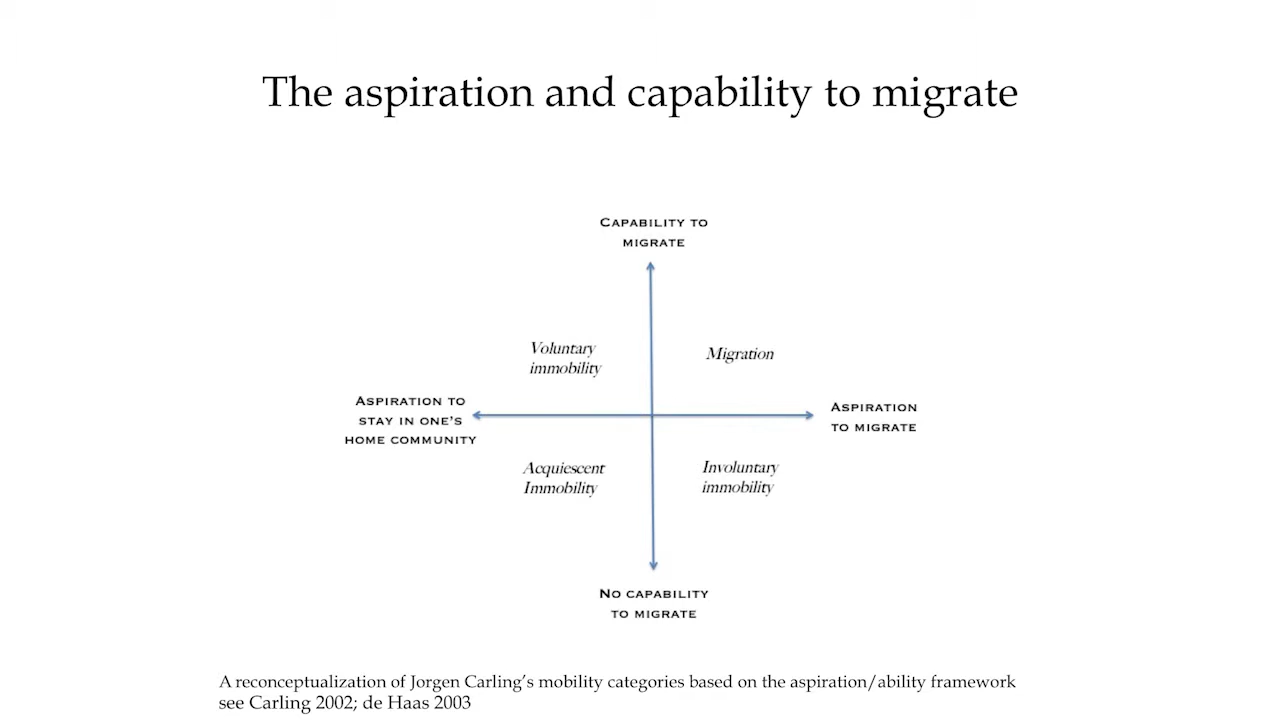 The aspiration and capability to migrate
CAPABILITY TO
MIGRATE
Voluntary
immobility
Migration
ASPIRATION TO
STAY IN ONE'S
HOME COMMUNITY
ASPIRATION
TO MIGRATE
Acquiescent
Immobility
Involuntary
immobility
NO CAPABILITY
TO MIGRATE
A reconceptualization of Jorgen Carling's mobility categories based on the aspiration/ability framework
see Carling 2002; de Haas 2003